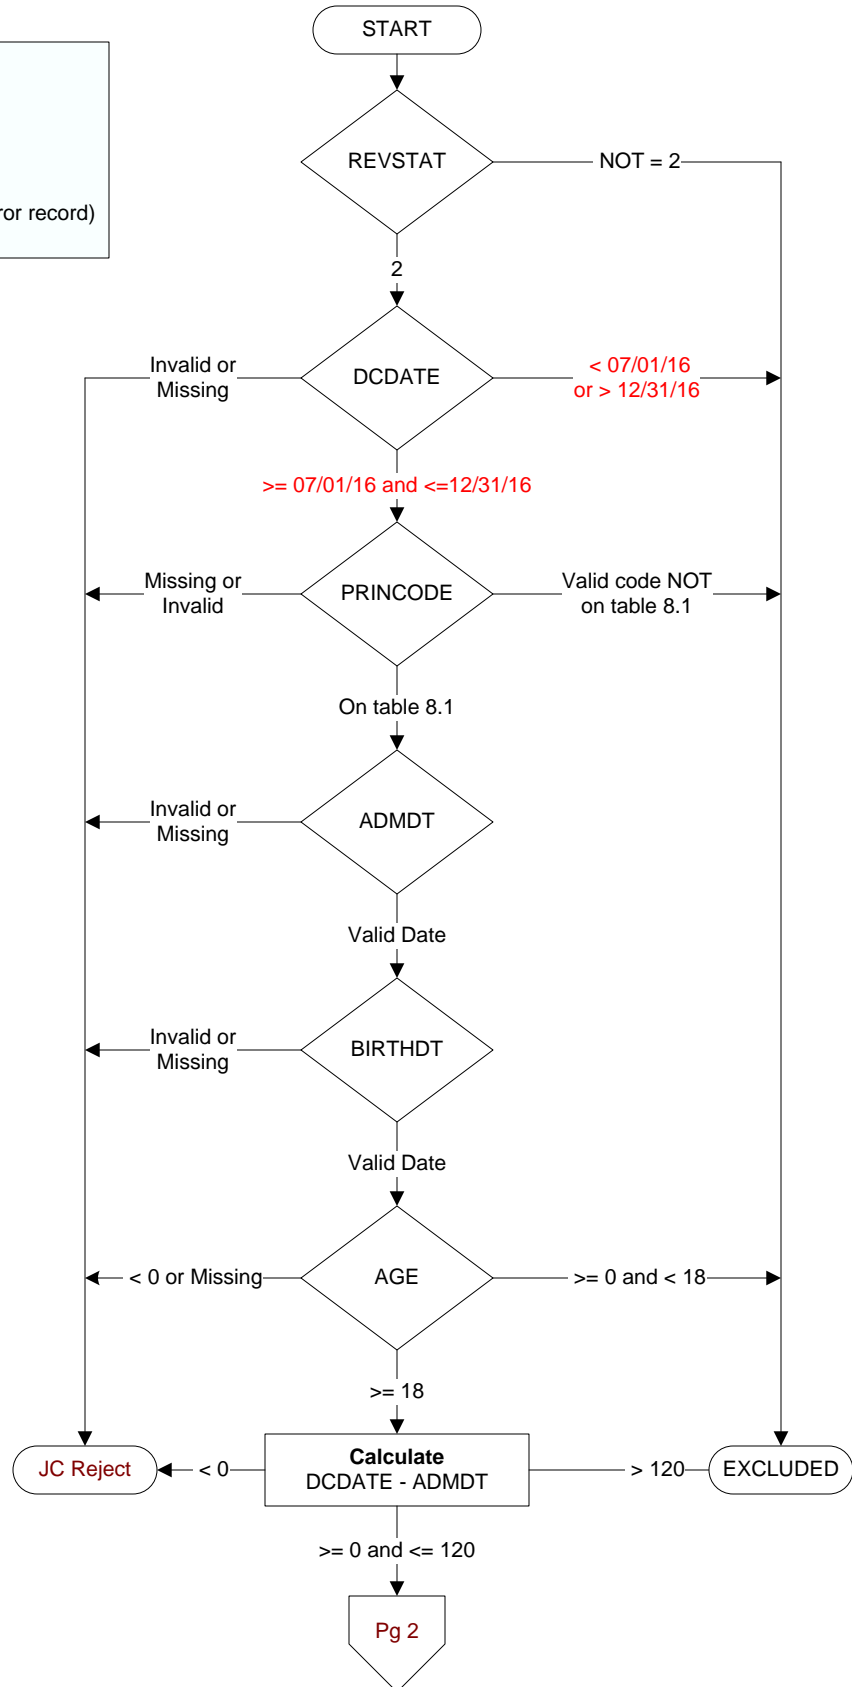 START
REVSTAT
NOT = 2
ror record)
2
Invalid or
Missing
DCDATE
< 07/01/16
or > 12/31/16
>= 07/01/16 and <=12/31/16
Missing or
Invalid
PRINCODE
Valid code NOT
on table 8.1
On table 8.1
Invalid or
Missing
ADMDT
Valid Date
Invalid or
Missing
BIRTHDT
Valid Date
< 0 or Missing
AGE
>= 0 and < 18
>= 18
JC Reject
< 0
Calculate
DCDATE - ADMDT
> 120
EXCLUDED
>= 0 and <= 120
Pg 2